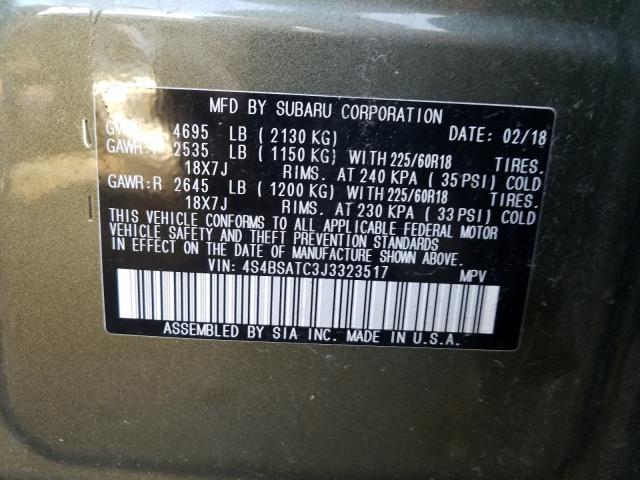 MFD BY SUBARU CORPORATION DATE: 02/18
4695 LB ( 2130 KG)
GAWR: 2535 LB ( 1150 KG) WITH 225/60R18 TIRES.
18X7J RIMS. AT 240 KPA ( 35 PSI) COLD
GAWR:R 2645 LB ( 1200 KG) WITH 225/60R18 TIRES.
18X7J RIMS. AT 230 KPA ( 33 PSI) COLD
THIS VEHICLE CONFORMS TO ALL APPLICABLE FEDERAL MOTOR
VEHICLE SAFETY AND THEFT PREVENTION STANDARDS
IN EFFECT ON THE DATE OF MANUFACTURE SHOWN ABOVE.
VIN: 4S4BSATC3J3323517 MPV
ASSEMBLED BY SIA INC. MADE IN U.S.A.